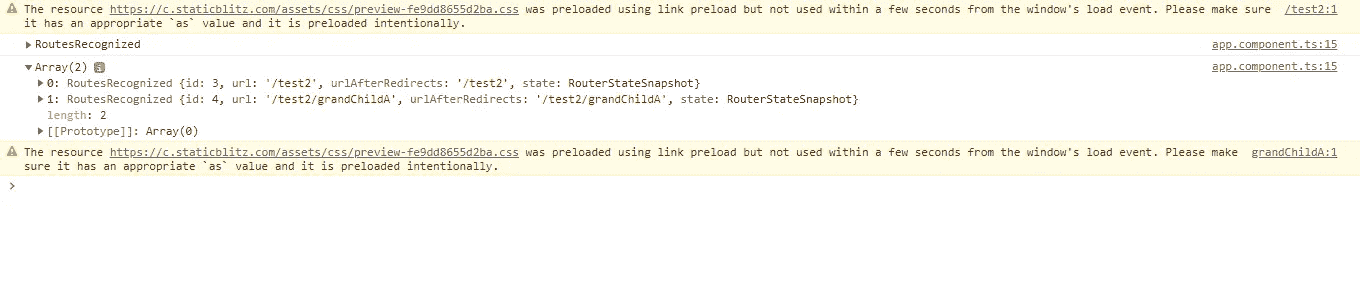 The resource https://c.staticblitz.com/assets/css/preview-fe9dd8655d2ba.css was preloaded using link preload but not used within a few seconds from the window's load event. Please make sure /test2:1
it has an appropriate `as` value and it is preloaded intentionally.
RoutesRecognized app.component.ts:15
Array(2) i app.component.ts:15
0: RoutesRecognized {id: 3, url: '/test2', urlAfterRedirects: '/test2', state: RouterStateSnapshot}
1: RoutesRecognized {id: 4, url: '/test2/grandChildA', urlAfterRedirects: '/test2/grandChildA', state: RouterStateSnapshot}
length: 2
[[Prototype]]: Array(0)
The resource https://c.staticblitz.com/assets/css/preview-fe9dd8655d2ba.css was preloaded using link preload but not used within a few seconds from the window's load event. Please make grandChildA:1
sure it has an appropriate `as` value and it is preloaded intentionally.